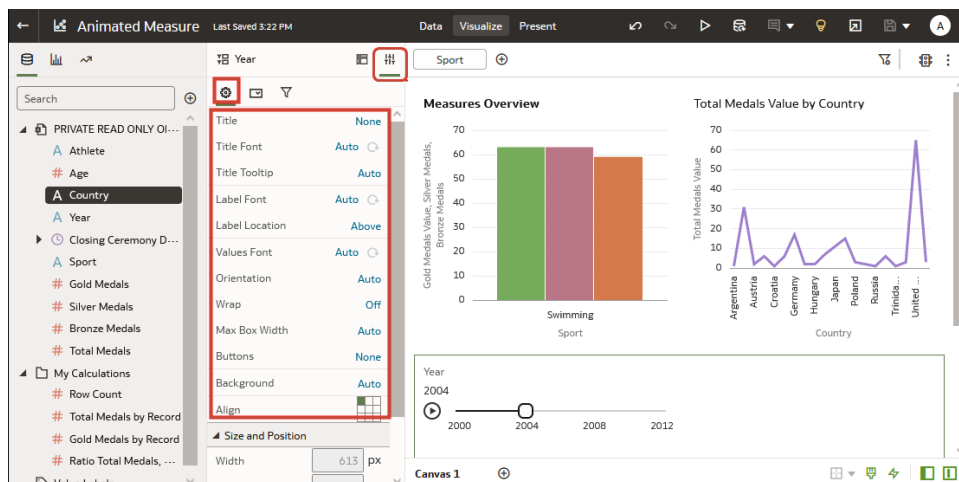 Animated Measure Last Saved 3:22 PM Data Visualize Present A
Search
PRIVATE READ ONLY Ol···
A Athlete
# Age
A Country
A Year
Closing Ceremony D···
A Sport
# Gold Medals
# Silver Medals
# Bronze Medals
# Total Medals
My Calculations
# Row Count
# Total Medals by Record
# Gold Medals by Record
# Ratio Total Medals, ···
Year
Title None
Title Font Auto
Title Tooltip Auto
Label Font Auto
Label Location Above
Values Font Auto
Orientation Auto
Wrap Off
Max Box Width Auto
Buttons None
Background Auto
Align
Size and Position
Width 613 px
Sport
Measures Overview
Gold Medals Value, Silver Medals,
Bronze Medals
70
60
50
40
30
20
10
0
Swimming
Sport
Total Medals Value by Country
Total Medals Value
70
60
50
40
30
20
10
0
Argentina
Austria
Croatia
Germany
Hungary
Japan
Poland
Russia
Trinida...
United ...
Country
Year
2004
2000 2004 2008 2012
Canvas 1